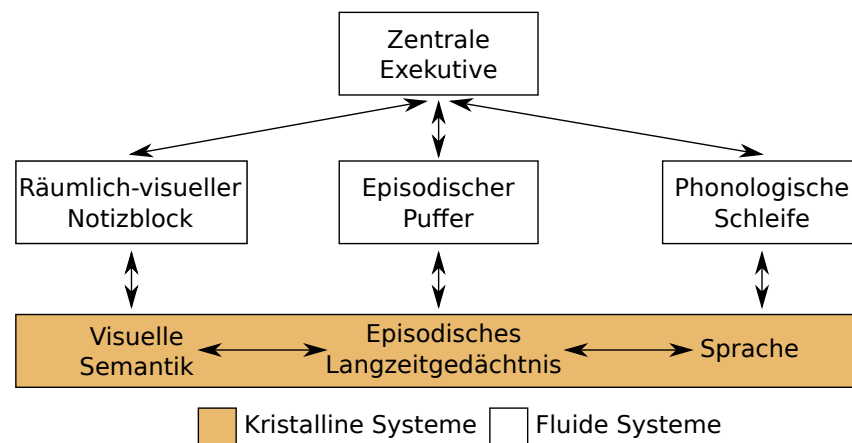 Zentrale
Exekutive
Räumlich-visueller
Notizblock
Episodischer
Puffer
Phonologische
Schleife
Visuelle
Semantik
Episodisches
Langzeitgedächtnis
Sprache
Kristalline Systeme
Fluide Systeme